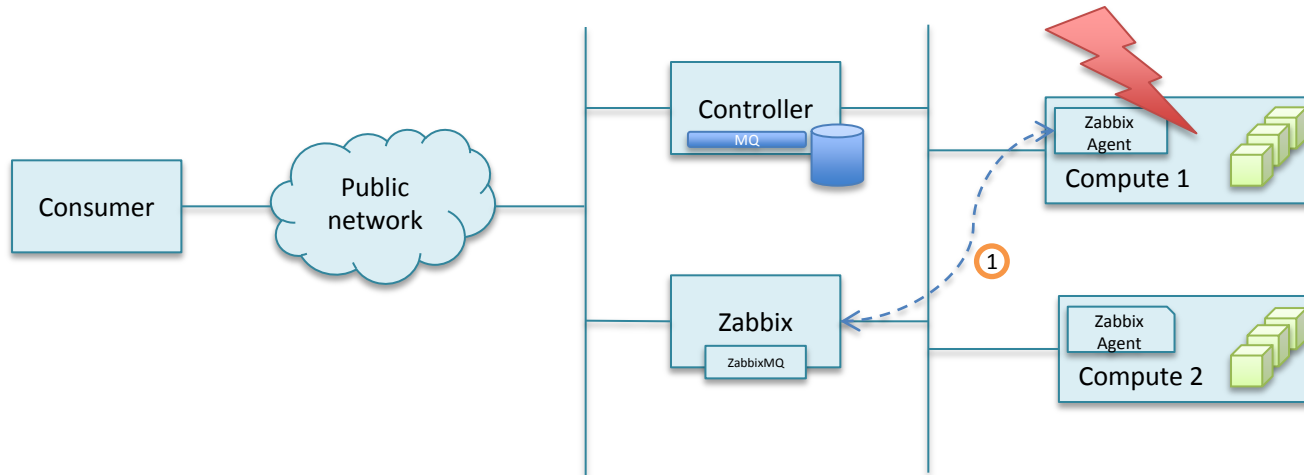 Consumer
Public
network
Controller
MQ
Zabbix
ZabbixMQ
1
Zabbix
Agent
Compute 1
Zabbix
Agent
Compute 2